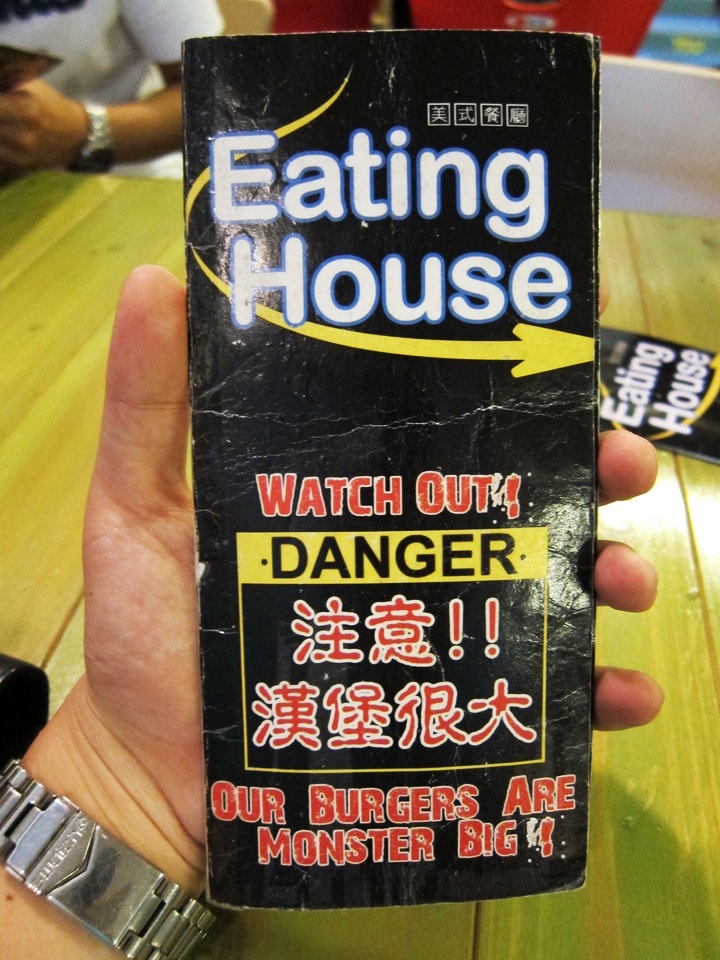 美式餐廳
Eating
House
WATCH OUT!
·DANGER·
注意!!
漢堡很大
OUR BURGERS ARE
MONSTER BIG!
Eating
House